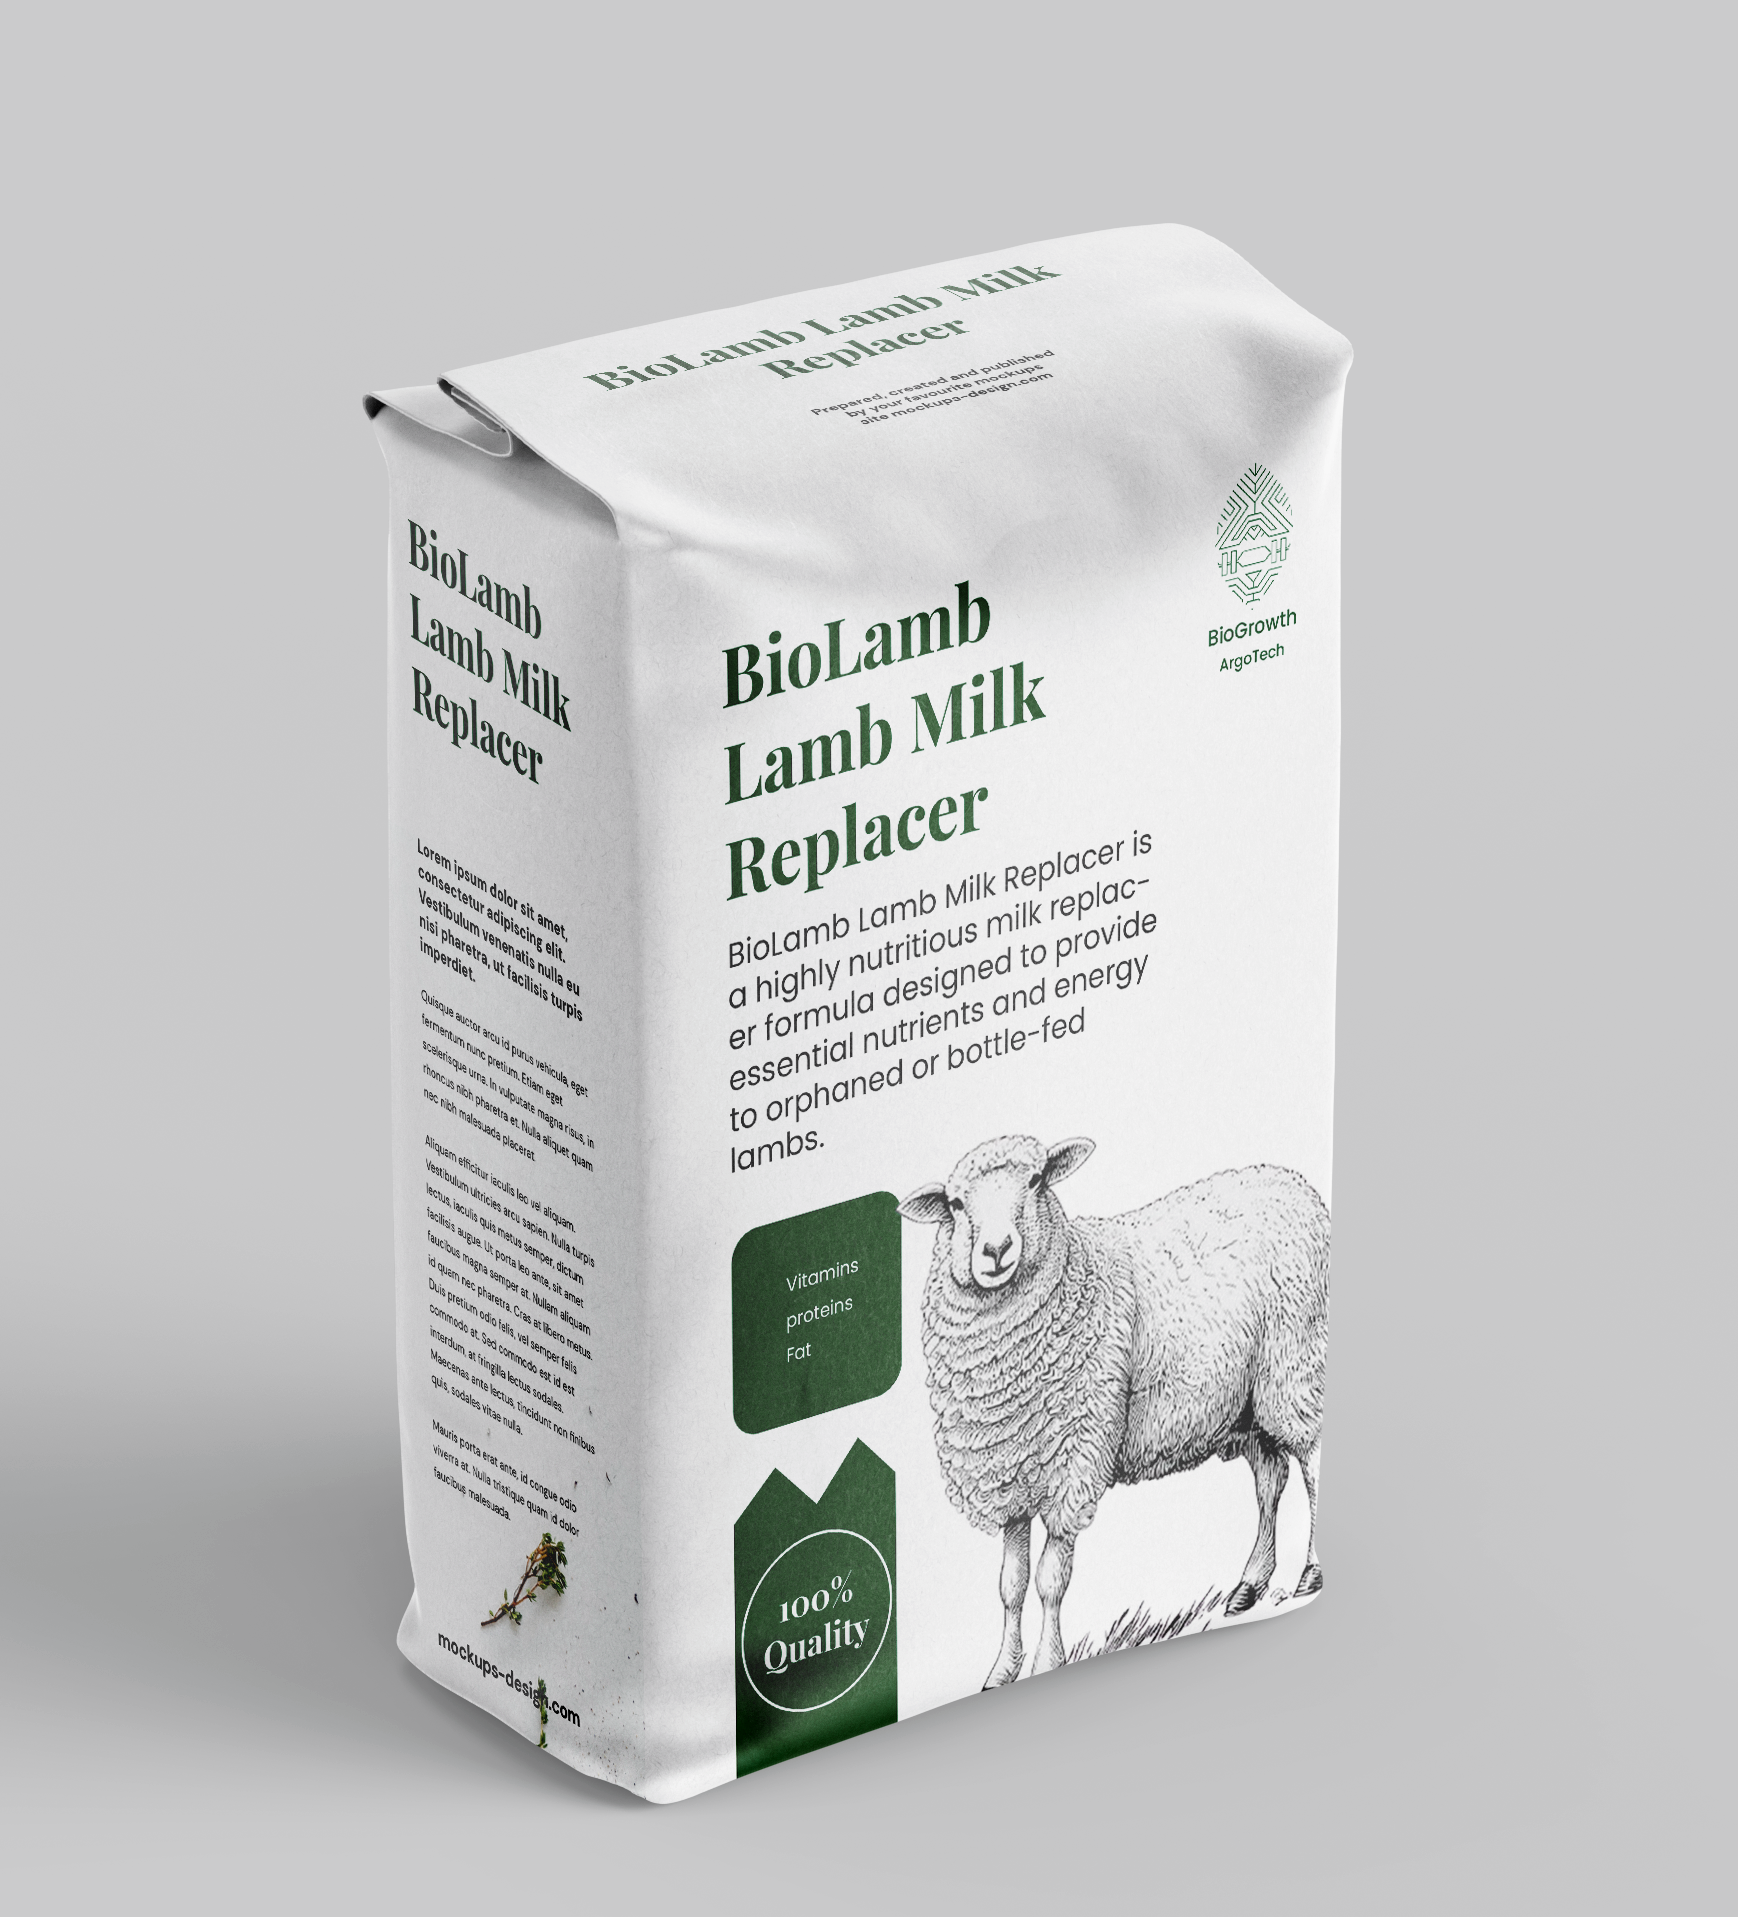 BioLamb Lamb Milk
Replacer
Prepared, created and published
by your favourite mockups
site mockups-design.com
BioGrowth
ArgoTech
BioLamb
Lamb Milk
Replacer
BioLamb Lamb Milk Replacer is
a highly nutritious milk replac-
er formula designed to provide
essential nutrients and energy
to orphaned or bottle-fed
lambs.
Vitamins
proteins
Fat
100%
Quality
BioLamb
Lamb Milk
Replacer
Lorem ipsum dolor sit amet,
consectetur adipiscing elit.
Vestibulum venenatis nulla eu
nisi pharetra, ut facilisis turpis
imperdiet.
Quisque auctor arcu id purus vehicula, eget
fermentum nunc pretium. Etiam eget
scelerisque urna. In vulputate magna risus, in
rhoncus nibh pharetra et. Nulla aliquet quam
nec nibh malesuada placerat.
Aliquam efficitur iaculis leo vel aliquam.
Vestibulum ultricies arcu sapien. Nulla turpis
lectus, iaculis quis metus semper, dictum
facilisis augue. Ut porta leo ante, sit amet
faucibus magna semper at. Nullam aliquam
id quam nec pharetra. Cras at libero metus.
Duis pretium odio felis, vel semper felis
commodo at. Sed commodo est id est
interdum, at fringilla lectus sodales.
Maecenas ante lectus, tincidunt non finibus
quis, sodales vitae nulla.
Mauris porta erat ante, id congue odio
viverra at. Nulla tristique quam id dolor
faucibus malesuada.
mockups-design.com